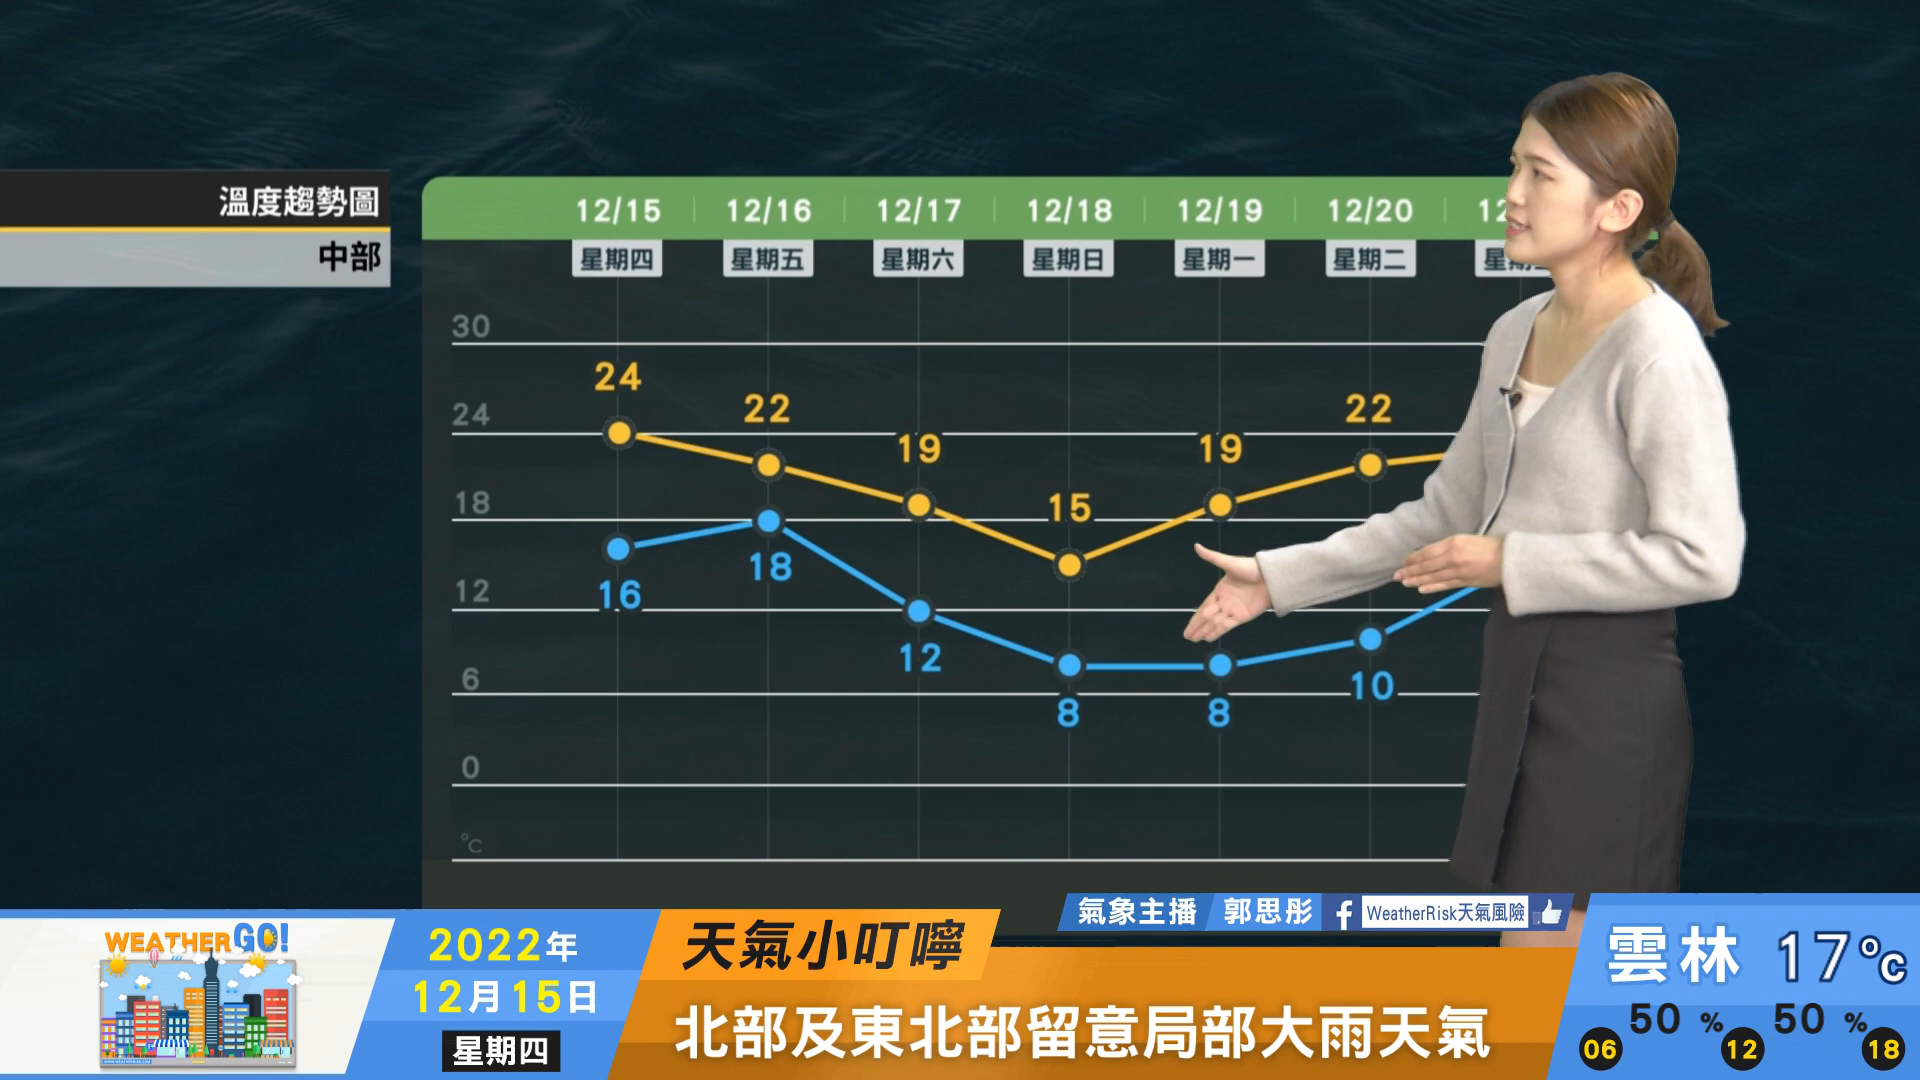 溫度趨勢圖
中部
12/15 12/16 12/17 12/18 12/19 12/20
星期四 星期五 星期六 星期日 星期一 星期二
30
24
18
12
6
0
°C
24 22 19 15 19 22
16 18 12 8 8 10
氣象主播 郭思彤 WeatherRisk天氣風險
WEATHER GO!
2022年
12月15日
星期四
天氣小叮嚀
北部及東北部留意局部大雨天氣
雲林 17°C
50 % 50 %
06 12 18